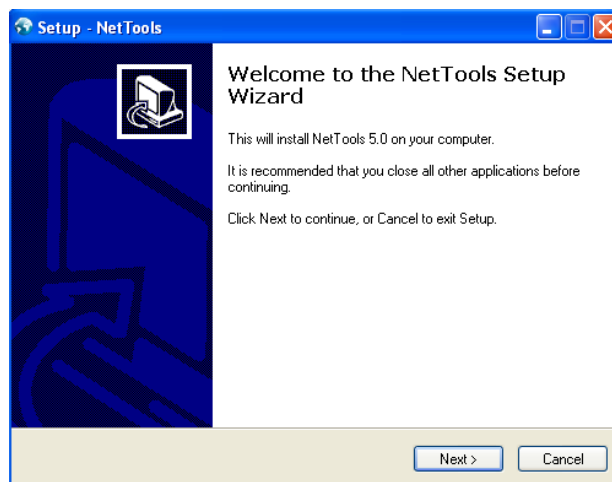 Setup - NetTools
Welcome to the NetTools Setup
Wizard
This will install NetTools 5.0 on your computer.
It is recommended that you close all other applications before
continuing.
Click Next to continue, or Cancel to exit Setup.
Next >
Cancel